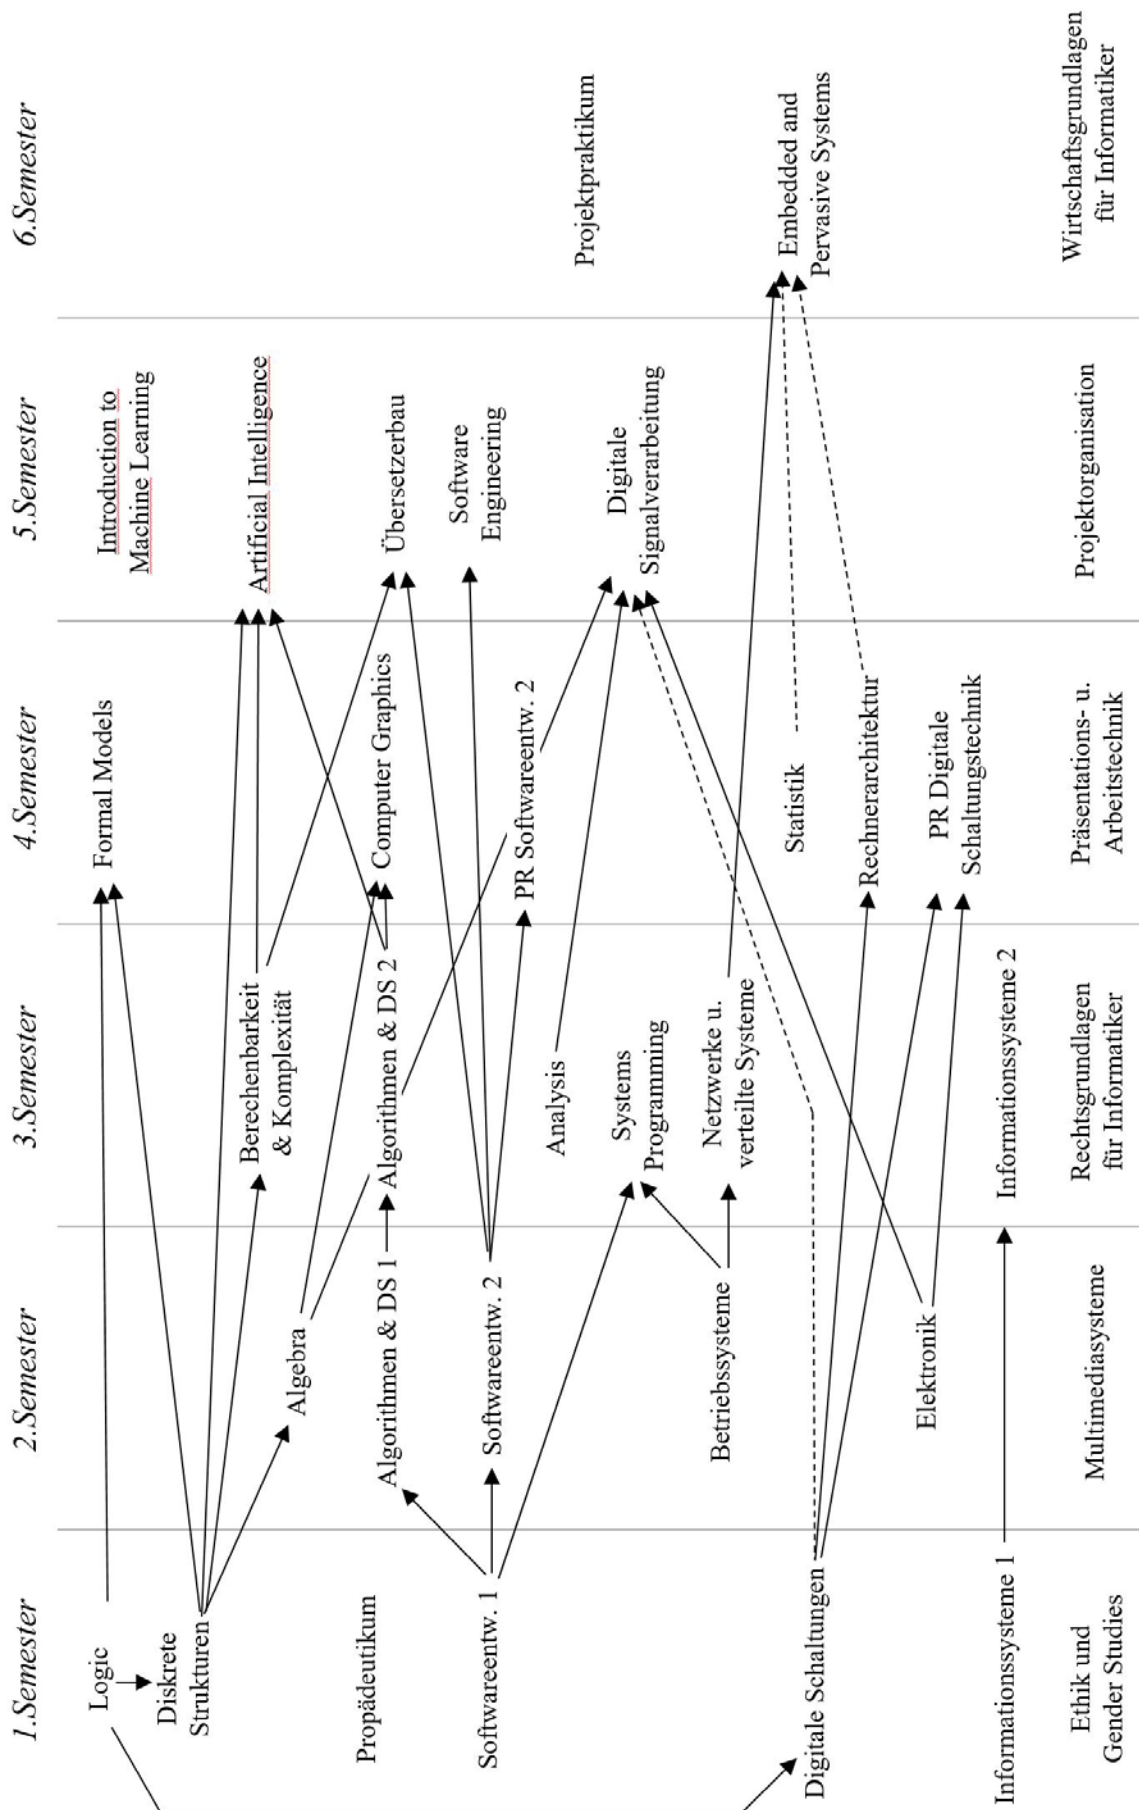 1.Semester
2.Semester
3.Semester
4.Semester
5.Semester
6.Semester
Logic
Diskrete
Strukturen
Propädeutikum
Softwareentw. 1
Digitale Schaltungen
Informationssysteme 1
Ethik und
Gender Studies
Algebra
Algorithmen & DS 1
Softwareentw. 2
Betriebssysteme
Elektronik
Multimediasysteme
Berechenbarkeit
& Komplexität
Algorithmen & DS 2
Analysis
Systems
Programming
Netzwerke u.
verteilte Systeme
Informationssysteme 2
Rechtsgrundlagen
für Informatiker
Formal Models
Computer Graphics
PR Softwareentw. 2
Statistik
Rechnerarchitektur
PR Digitale
Schaltungstechnik
Präsentations- u.
Arbeitstechnik
Introduction to
Machine Learning
Artificial Intelligence
Übersetzerbau
Software
Engineering
Digitale
Signalverarbeitung
Projektorganisation
Projektpraktikum
Embedded and
Pervasive Systems
Wirtschaftsgrundlagen
für Informatiker